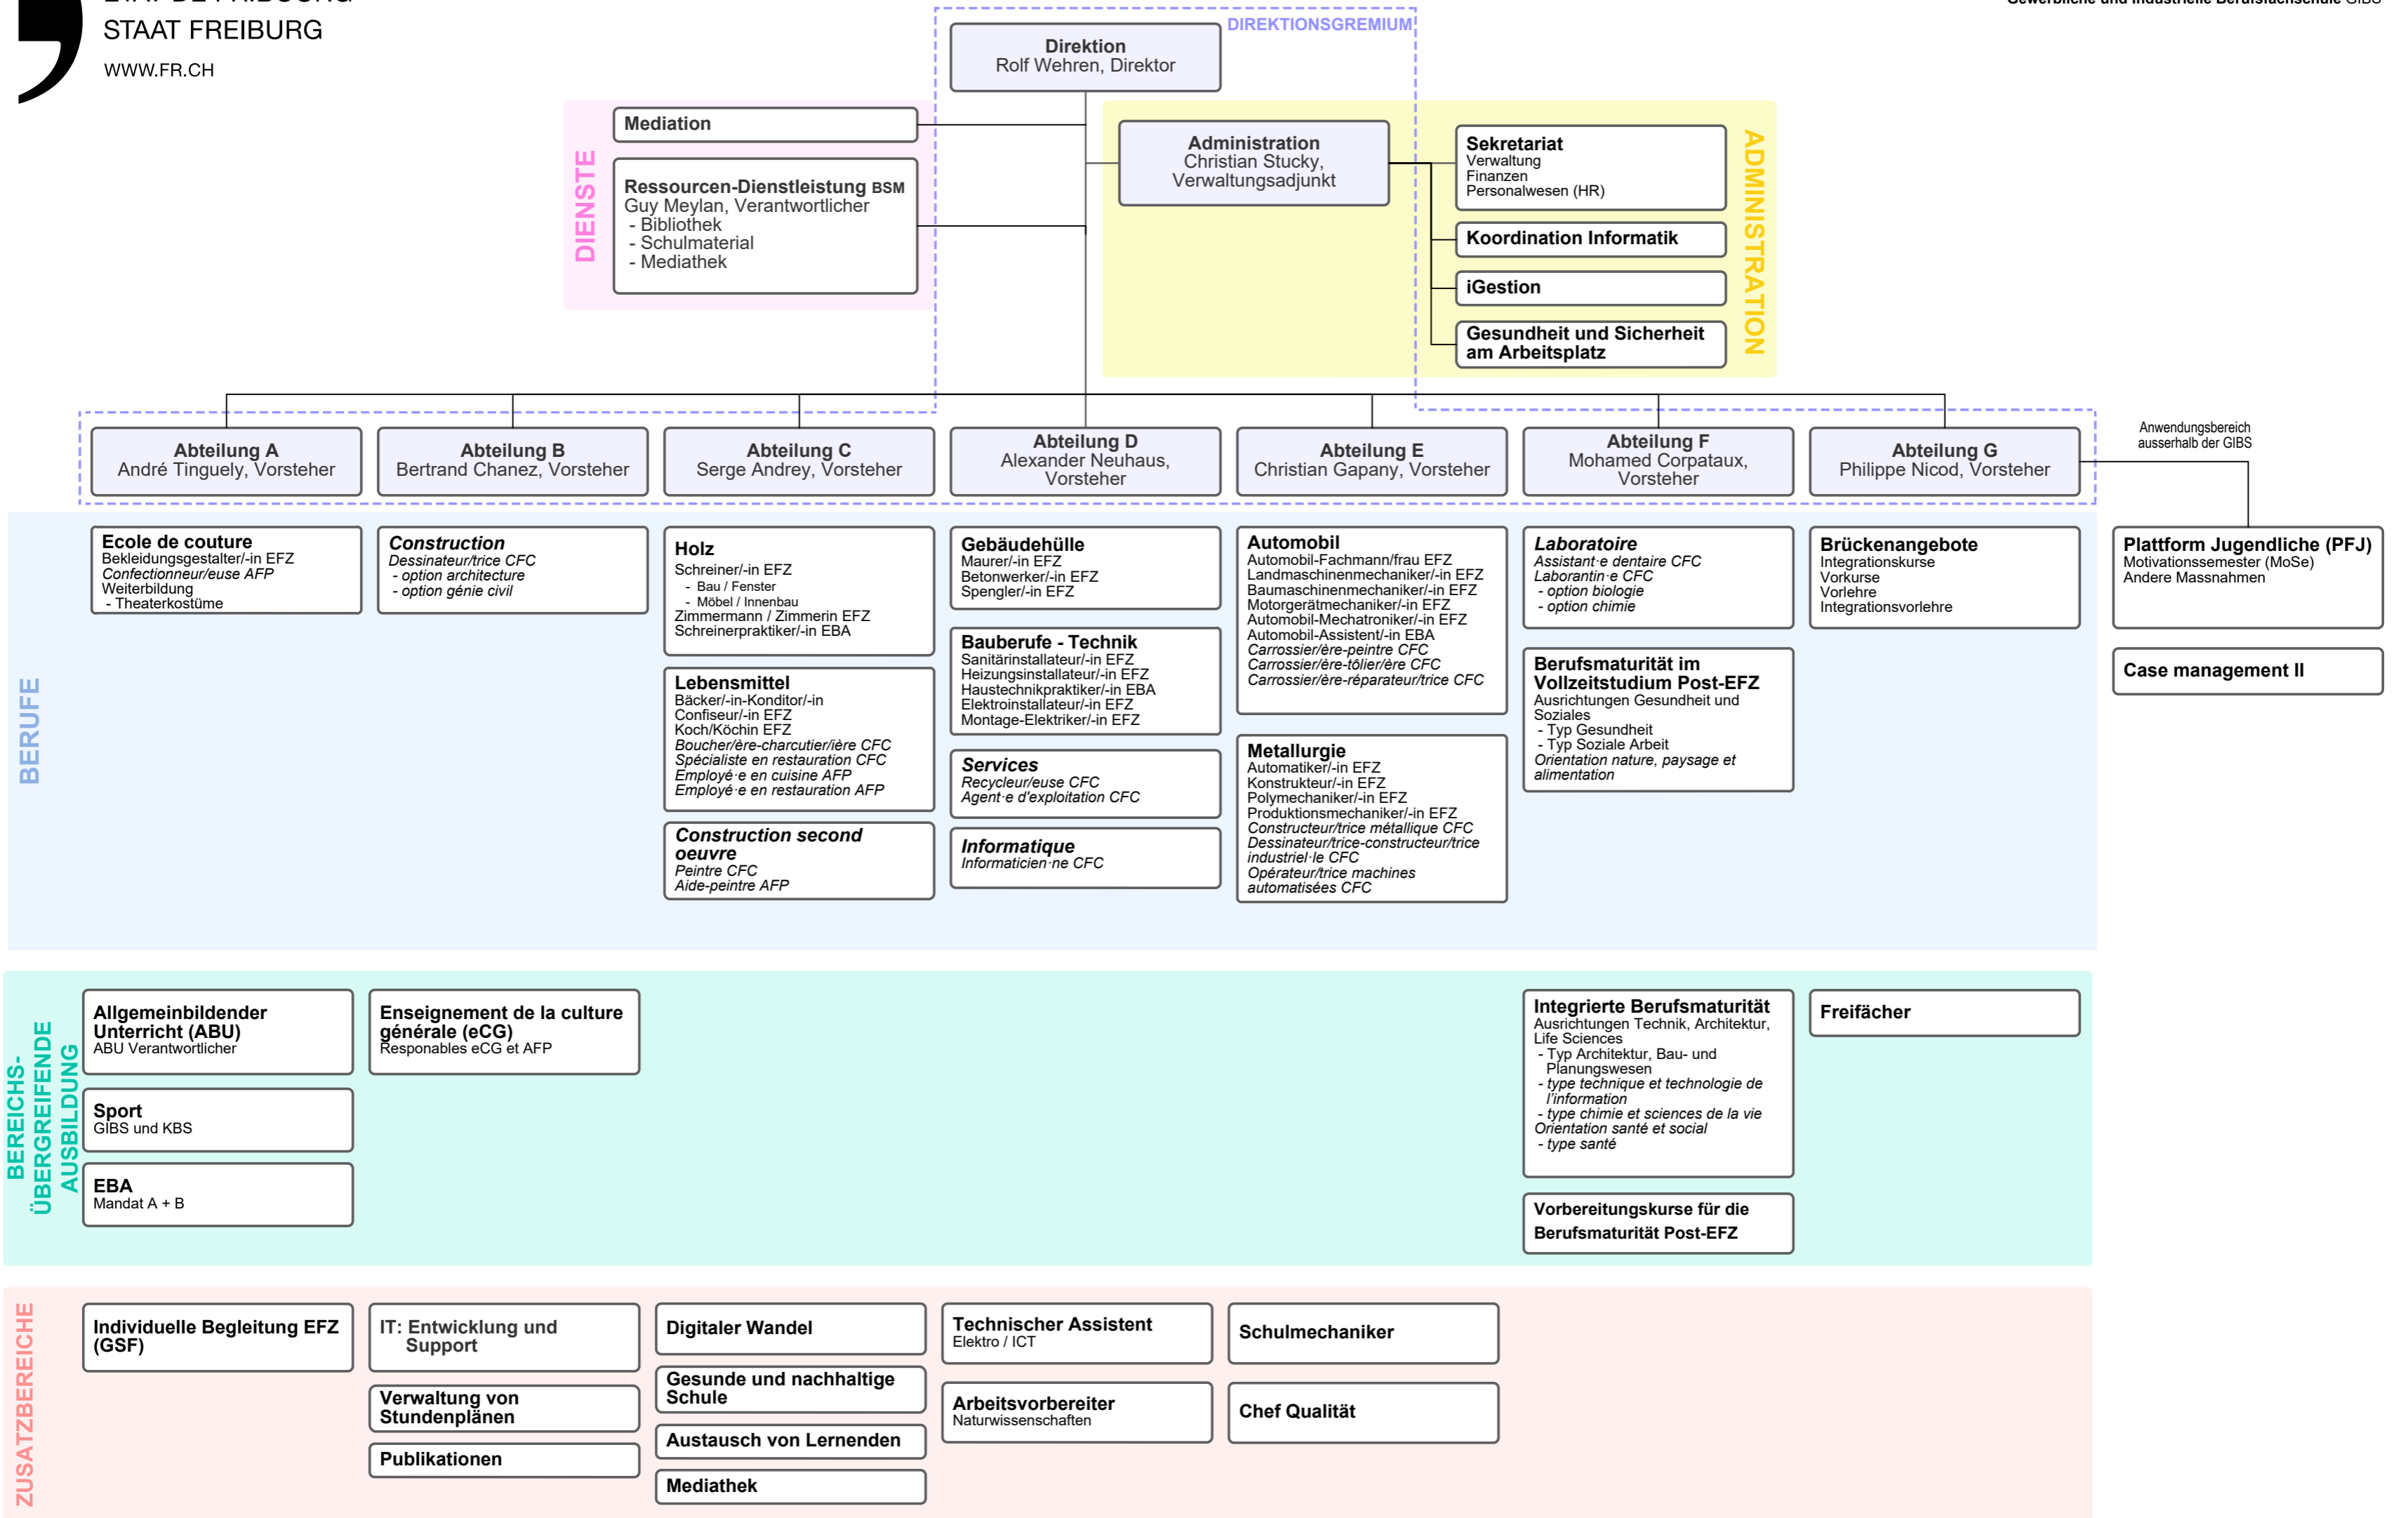 ETAT DE FRIBOURG
STAAT FREIBURG
WWW.FR.CH
Gewerbliche und Industrielle Berufsfachschule GIBS
DIREKTIONSGREMIUM
Direktion
Rolf Wehren, Direktor
DIENSTE
Mediation
Ressourcen-Dienstleistung BSM
Guy Meylan, Verantwortlicher
- Bibliothek
- Schulmaterial
- Mediathek
ADMINISTRATION
Administration
Christian Stucky,
Verwaltungsadjunkt
Sekretariat
Verwaltung
Finanzen
Personalwesen (HR)
Koordination Informatik
iGestion
Gesundheit und Sicherheit
am Arbeitsplatz
Abteilung A
André Tinguely, Vorsteher
Abteilung B
Bertrand Chanez, Vorsteher
Abteilung C
Serge Andrey, Vorsteher
Abteilung D
Alexander Neuhaus,
Vorsteher
Abteilung E
Christian Gapany, Vorsteher
Abteilung F
Mohamed Corpataux,
Vorsteher
Abteilung G
Philippe Nicod, Vorsteher
Anwendungsbereich
ausserhalb der GIBS
BERUFE
Ecole de couture
Bekleidungsgestalter/-in EFZ
Confectionneur/euse AFP
Weiterbildung
- Theaterkostüme
Construction
Dessinateur/trice CFC
- option architecture
- option génie civil
Holz
Schreiner/-in EFZ
- Bau / Fenster
- Möbel / Innenbau
Zimmermann / Zimmerin EFZ
Schreinerpraktiker/-in EBA
Lebensmittel
Bäcker/-in-Konditor/-in
Confiseur/-in EFZ
Koch/Köchin EFZ
Boucher/ère-charcutier/ière CFC
Spécialiste en restauration CFC
Employé·e en cuisine AFP
Employé·e en restauration AFP
Construction second
oeuvre
Peintre CFC
Aide-peintre AFP
Gebäudehülle
Maurer/-in EFZ
Betonwerker/-in EFZ
Spengler/-in EFZ
Bauberufe - Technik
Sanitärinstallateur/-in EFZ
Heizungsinstallateur/-in EFZ
Haustechnikpraktiker/-in EBA
Elektroinstallateur/-in EFZ
Montage-Elektriker/-in EFZ
Services
Recycleur/euse CFC
Agent·e d'exploitation CFC
Informatique
Informaticien·ne CFC
Automobil
Automobil-Fachmann/frau EFZ
Landmaschinenmechaniker/-in EFZ
Baumaschinenmechaniker/-in EFZ
Motorgerätmechaniker/-in EFZ
Automobil-Mechatroniker/-in EFZ
Automobil-Assistent/-in EBA
Carrossier/ère-peintre CFC
Carrossier/ère-tôlier/ère CFC
Carrossier/ère-réparateur/trice CFC
Metallurgie
Automatiker/-in EFZ
Konstrukteur/-in EFZ
Polymechaniker/-in EFZ
Produktionsmechaniker/-in EFZ
Constructeur/trice métallique CFC
Dessinateur/trice-constructeur/trice
industriel·le CFC
Opérateur/trice machines
automatisées CFC
Laboratoire
Assistant·e dentaire CFC
Laborantin·e CFC
- option biologie
- option chimie
Berufsmaturität im
Vollzeitstudium Post-EFZ
Ausrichtungen Gesundheit und
Soziales
- Typ Gesundheit
- Typ Soziale Arbeit
Orientation nature, paysage et
alimentation
Brückenangebote
Integrationskurse
Vorkurse
Vorlehre
Integrationsvorlehre
Plattform Jugendliche (PFJ)
Motivationssemester (MoSe)
Andere Massnahmen
Case management II
BEREICHS-
ÜBERGREIFENDE
AUSBILDUNG
Allgemeinbildender
Unterricht (ABU)
ABU Verantwortlicher
Sport
GIBS und KBS
EBA
Mandat A + B
Enseignement de la culture
générale (eCG)
Responables eCG et AFP
Integrierte Berufsmaturität
Ausrichtungen Technik, Architektur,
Life Sciences
- Typ Architektur, Bau- und
Planungswesen
- type technique et technologie de
l'information
- type chimie et sciences de la vie
Orientation santé et social
- type santé
Vorbereitungskurse für die
Berufsmaturität Post-EFZ
Freifächer
ZUSATZBEREICHE
Individuelle Begleitung EFZ
(GSF)
IT: Entwicklung und
Support
Verwaltung von
Stundenplänen
Publikationen
Digitaler Wandel
Gesunde und nachhaltige
Schule
Austausch von Lernenden
Mediathek
Technischer Assistent
Elektro / ICT
Arbeitsvorbereiter
Naturwissenschaften
Schulmechaniker
Chef Qualität